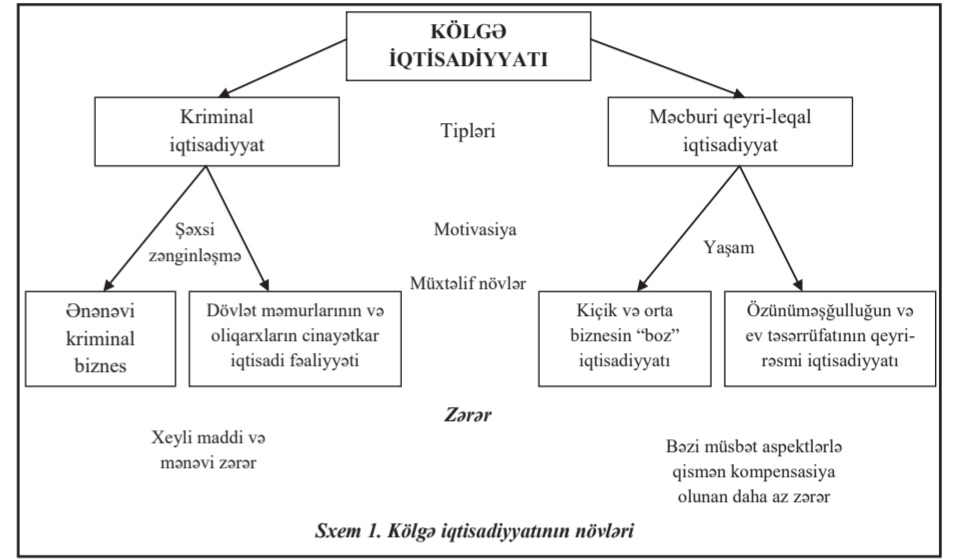 KÖLGƏ
İQTİSADİYYATI
Kriminal
iqtisadiyyat
Tipləri
Məcburi qeyri-leqal
iqtisadiyyat
Şəxsi
zənginləşmə
Motivasiya
Yaşam
Müxtəlif növlər
Ənənəvi
kriminal
biznes
Dövlət məmurlarının və
oliqarxların cinayətkar
iqtisadi fəaliyyəti
Kiçik və orta
biznesin “boz”
iqtisadiyyatı
Özünüməşğulluğun və
ev təsərrüfatının qeyri-
rəsmi iqtisadiyyatı
Zərər
Xeyli maddi və
mənəvi zərər
Bəzi müsbət aspektlərlə
qismən kompensasiya
olunan daha az zərər
Sxem 1. Kölgə iqtisadiyyatının növləri